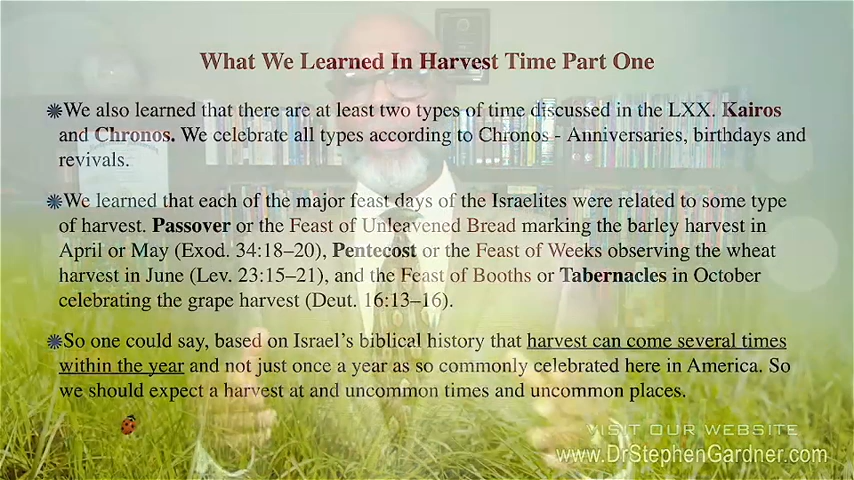 What We Learned In Harvest Time Part One
We also learned that there are at least two types of time discussed in the LXX. Kairos
and Chronos. We celebrate all types according to Chronos - Anniversaries, birthdays and
revivals.
We learned that each of the major feast days of the Israelites were related to some type
of harvest. Passover or the Feast of Unleavened Bread marking the barley harvest in
April or May (Exod. 34:18–20), Pentecost or the Feast of Weeks observing the wheat
harvest in June (Lev. 23:15–21), and the Feast of Booths or Tabernacles in October
celebrating the grape harvest (Deut. 16:13–16).
So one could say, based on Israel's biblical history that harvest can come several times
within the year and not just once a year as so commonly celebrated here in America. So
we should expect a harvest at and uncommon times and uncommon places.
VISIT OUR WEBSITE
www.DrStephenGardner.com